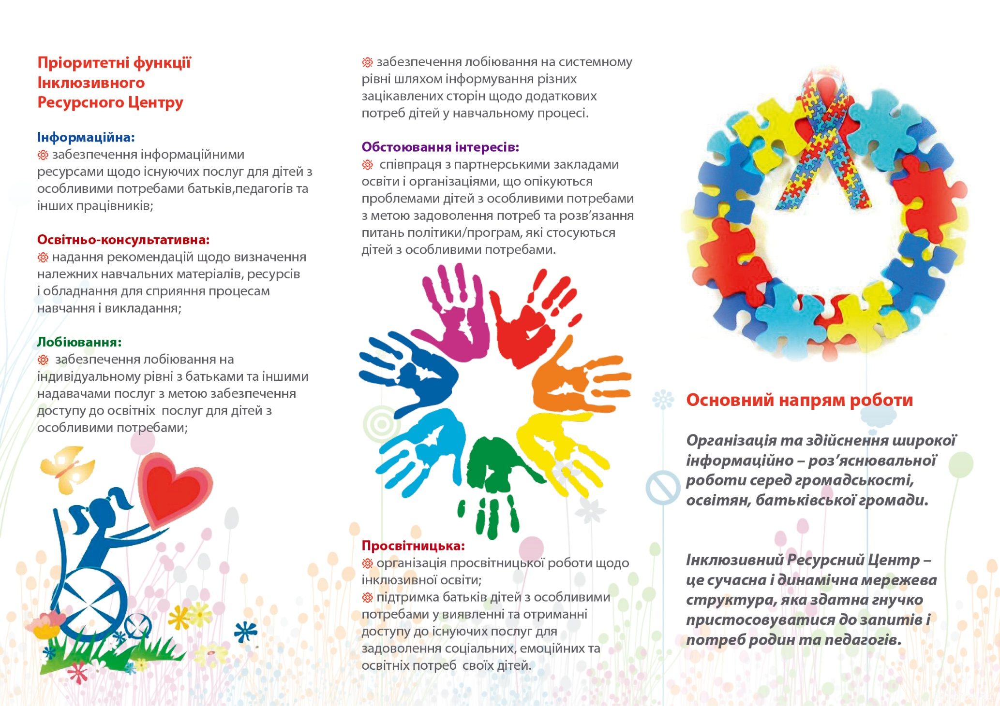 Пріоритетні функції
Інклюзивного
Ресурсного Центру
Інформаційна:
забезпечення інформаційними
ресурсами щодо існуючих послуг для дітей з
особливими потребами батьків,педагогів та
інших працівників;
Освітньо-консультативна:
надання рекомендацій щодо визначення
належних навчальних матеріалів, ресурсів
і обладнання для сприяння процесам
навчання і викладання;
Лобіювання:
забезпечення лобіювання на
індивідуальному рівні з батьками та іншими
надавачами послуг з метою забезпечення
доступу до освітніх послуг для дітей з
особливими потребами;
забезпечення лобіювання на системному
рівні шляхом інформування різних
зацікавлених сторін щодо додаткових
потреб дітей у навчальному процесі.
Обстоювання інтересів:
співпраця з партнерськими закладами
освіти і організаціями, що опікуються
проблемами дітей з особливими потребами
з метою задоволення потреб та розв’язання
питань політики/програм, які стосуються
дітей з особливими потребами.
Просвітницька:
організація просвітницької роботи щодо
інклюзивної освіти;
підтримка батьків дітей з особливими
потребами у виявленні та отриманні
доступу до існуючих послуг для
задоволення соціальних, емоційних та
освітніх потреб своїх дітей.
Основний напрям роботи
Організація та здійснення широкої
інформаційно – роз’яснювальної
роботи серед громадськості,
освітян, батьківської громади.
Інклюзивний Ресурсний Центр –
це сучасна і динамічна мережева
структура, яка здатна гнучко
пристосовуватися до запитів і
потреб родин та педагогів.